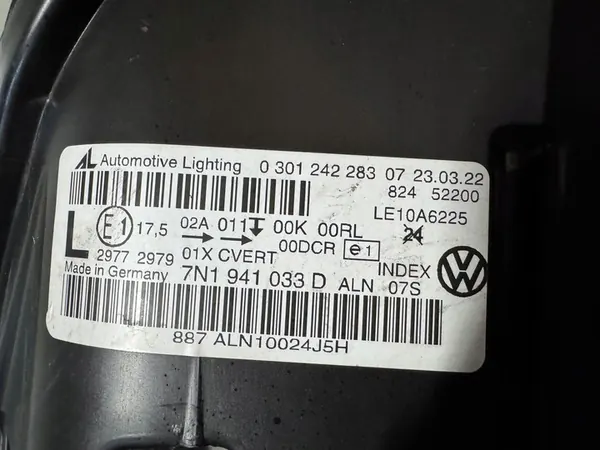 AL Automotive Lighting 0 301 242 283 07 23.03.22
824 52200
LE10A6225
L E1 17,5 02A 011 00K 00RL
24
→ → 00DCR e1
2977 2979 01X CVERT INDEX
Made in Germany 7N1 941 033 D ALN 07S
VW
887 ALN10024J5H